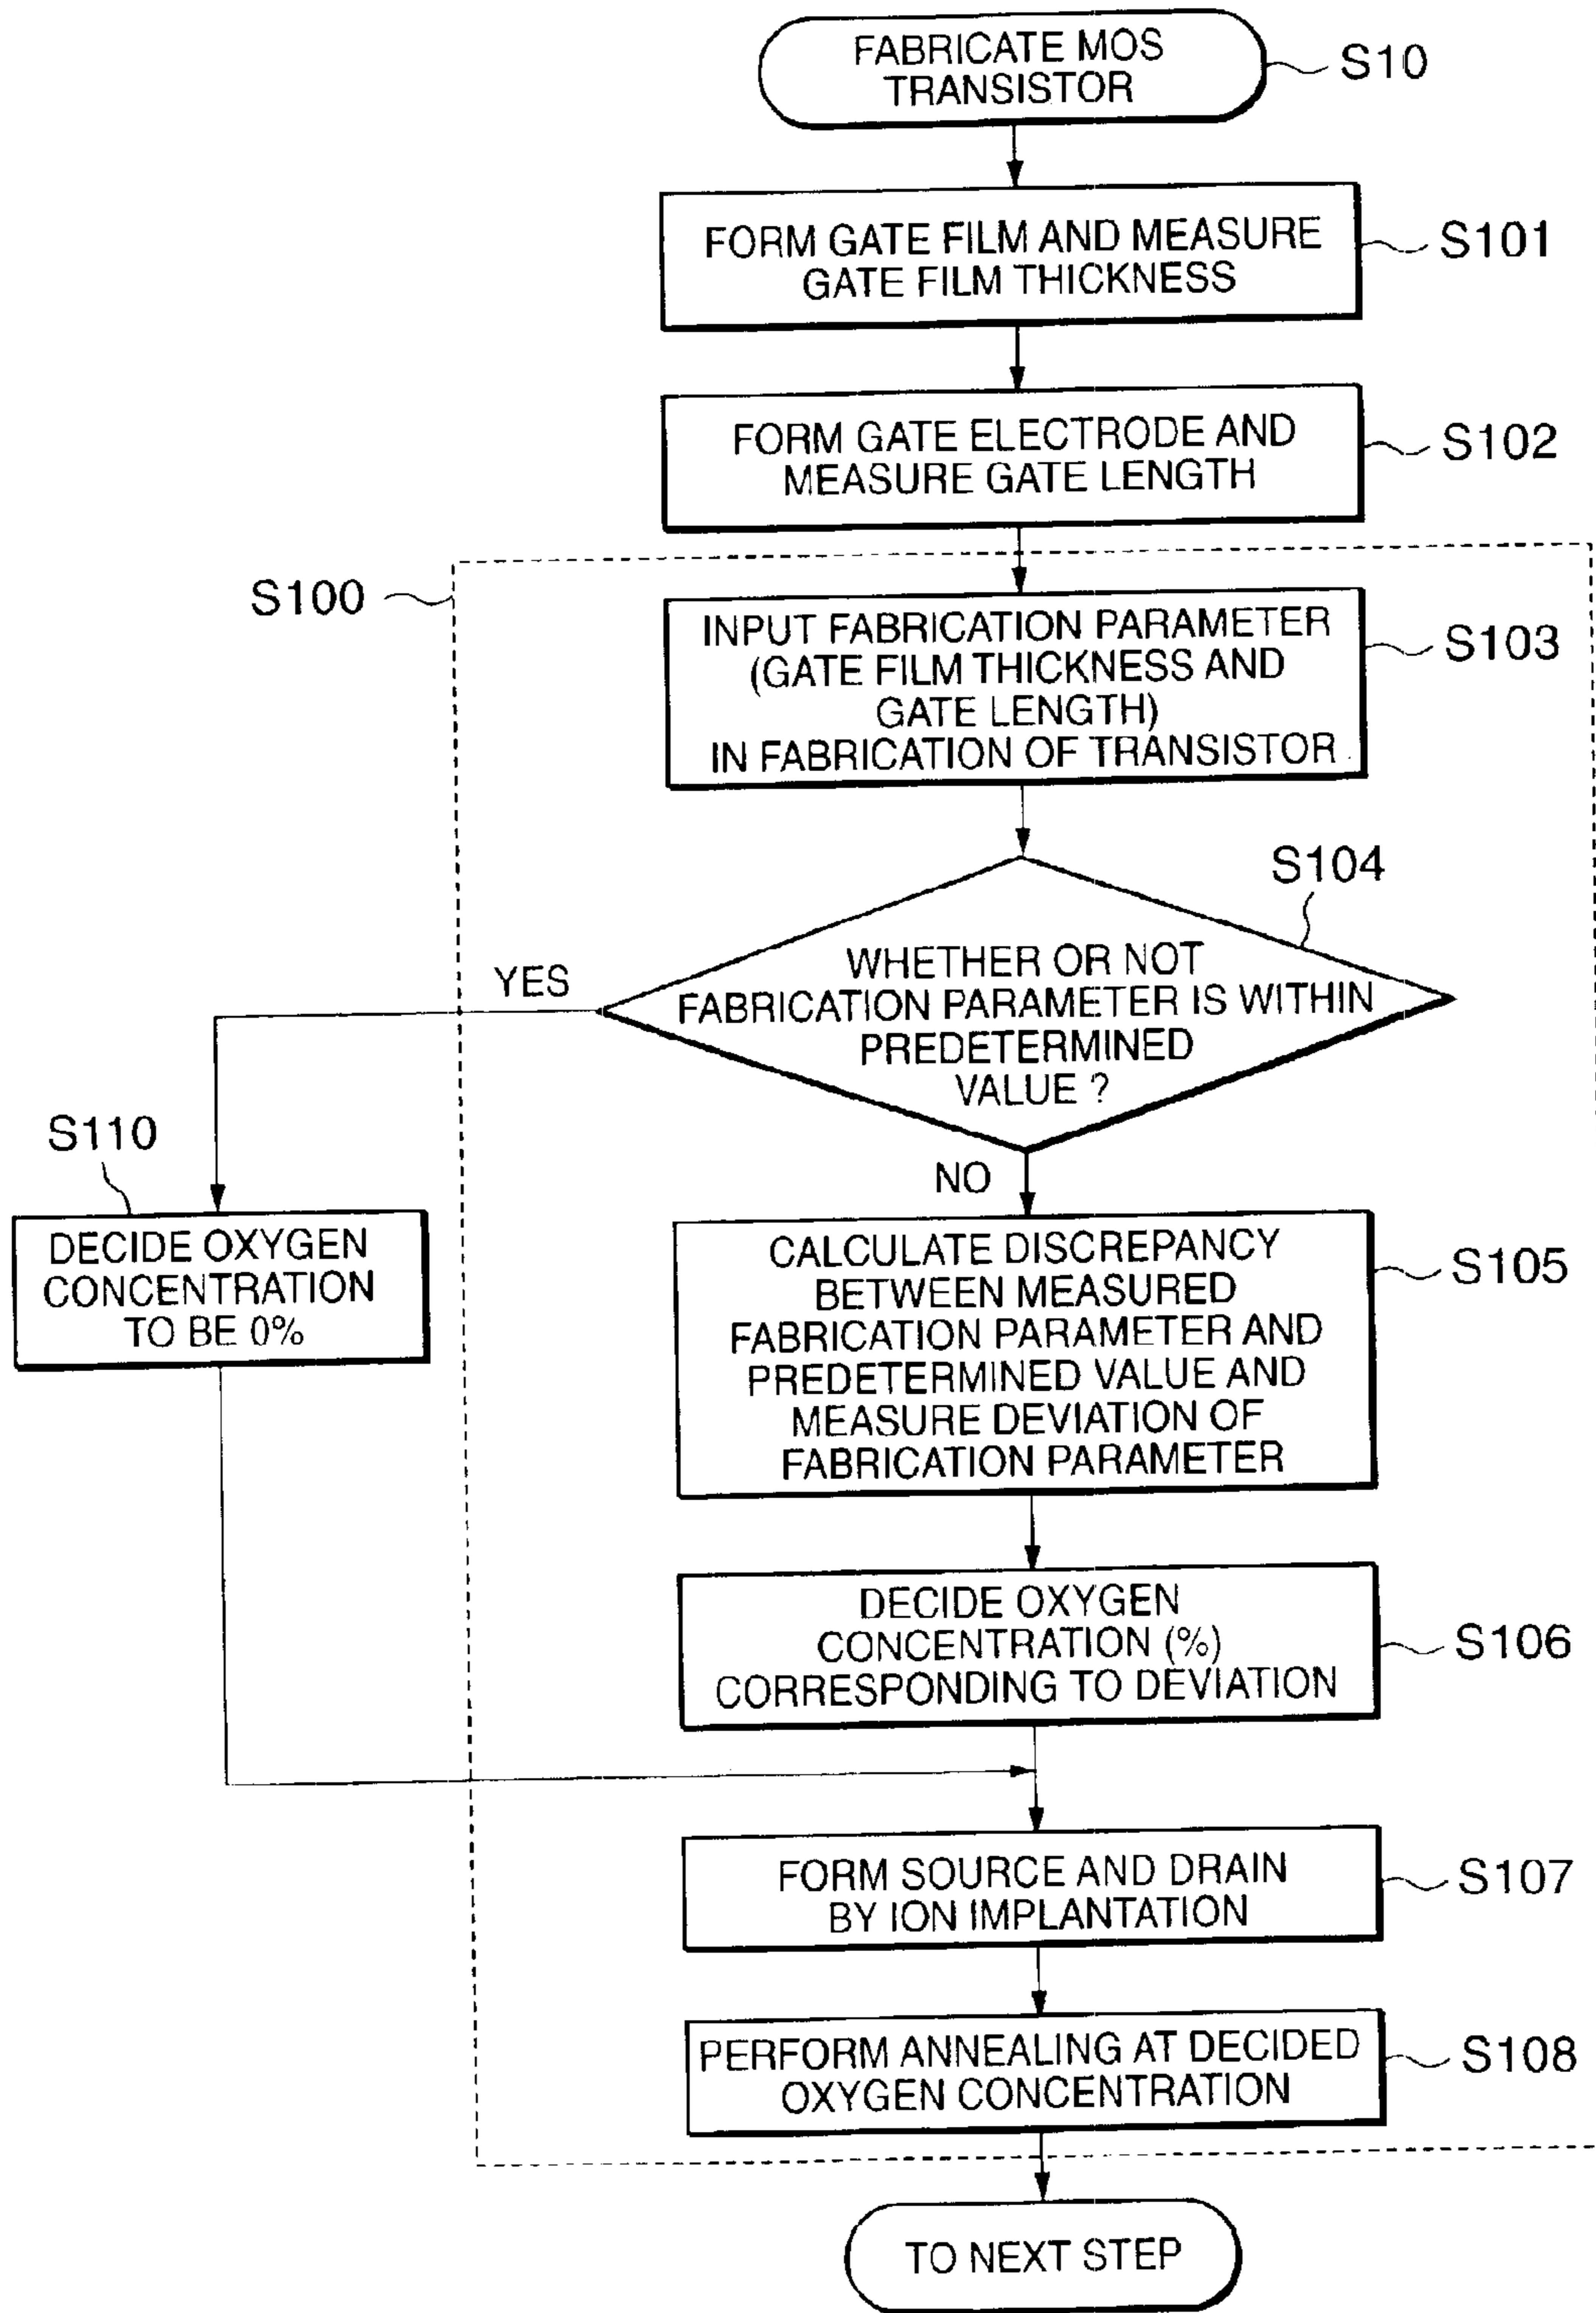 FABRICATE MOS
TRANSISTOR
S10
FORM GATE FILM AND MEASURE
GATE FILM THICKNESS
S101
FORM GATE ELECTRODE AND
MEASURE GATE LENGTH
S102
S100
INPUT FABRICATION PARAMETER
(GATE FILM THICKNESS AND
GATE LENGTH)
IN FABRICATION OF TRANSISTOR
S103
S104
WHETHER OR NOT
FABRICATION PARAMETER IS WITHIN
PREDETERMINED
VALUE ?
YES
NO
S110
DECIDE OXYGEN
CONCENTRATION
TO BE 0%
CALCULATE DISCREPANCY
BETWEEN MEASURED
FABRICATION PARAMETER AND
PREDETERMINED VALUE AND
MEASURE DEVIATION OF
FABRICATION PARAMETER
S105
DECIDE OXYGEN
CONCENTRATION (%)
CORRESPONDING TO DEVIATION
S106
FORM SOURCE AND DRAIN
BY ION IMPLANTATION
S107
PERFORM ANNEALING AT DECIDED
OXYGEN CONCENTRATION
S108
TO NEXT STEP